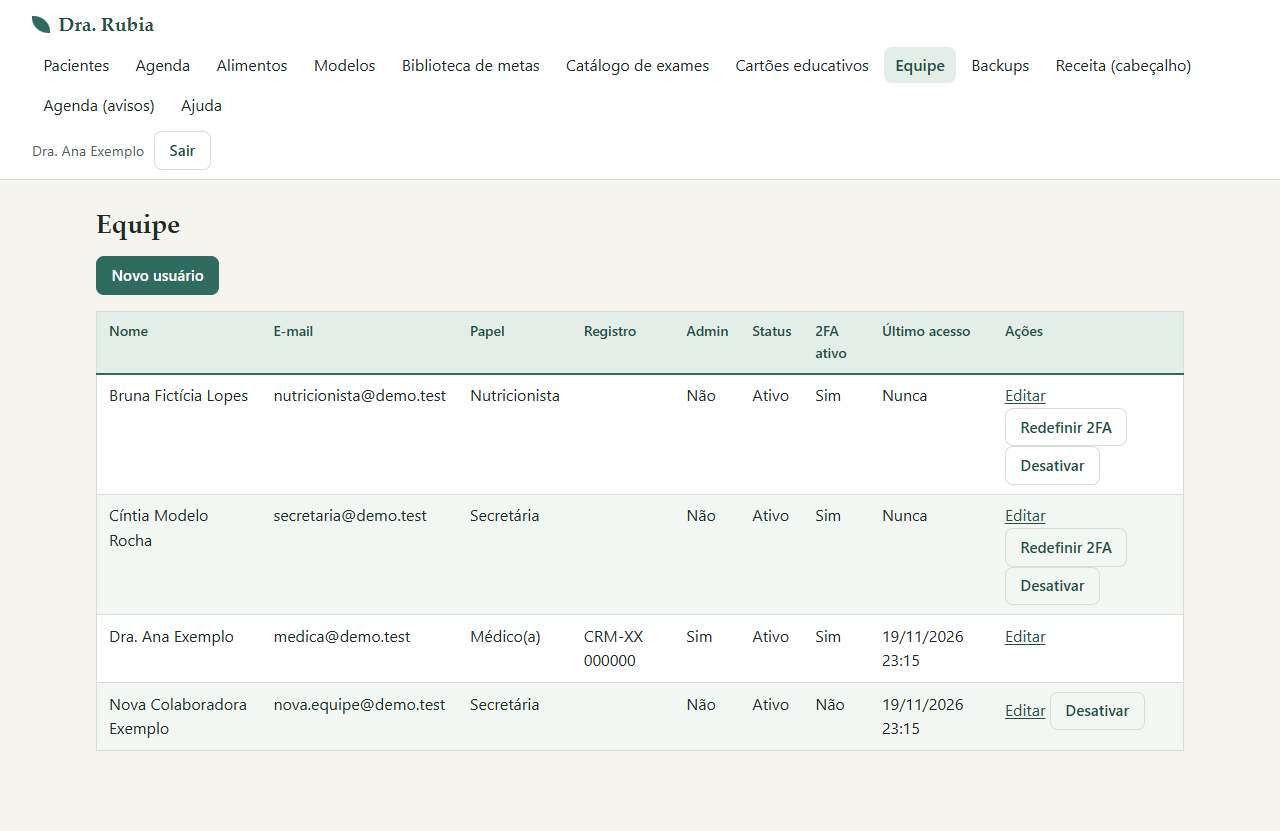 Dra. Rubia
Pacientes Agenda Alimentos Modelos Biblioteca de metas Catálogo de exames Cartões educativos Equipe Backups Receita (cabeçalho)
Agenda (avisos) Ajuda
Dra. Ana Exemplo Sair
Equipe
Novo usuário
Nome E-mail Papel Registro Admin Status 2FA ativo Último acesso Ações
Bruna Fictícia Lopes nutricionista@demo.test Nutricionista Não Ativo Sim Nunca Editar
Redefinir 2FA
Desativar
Cíntia Modelo Rocha secretaria@demo.test Secretária Não Ativo Sim Nunca Editar
Redefinir 2FA
Desativar
Dra. Ana Exemplo medica@demo.test Médico(a) CRM-XX 000000 Sim Ativo Sim 19/11/2026 23:15 Editar
Nova Colaboradora Exemplo nova.equipe@demo.test Secretária Não Ativo Não 19/11/2026 23:15 Editar Desativar